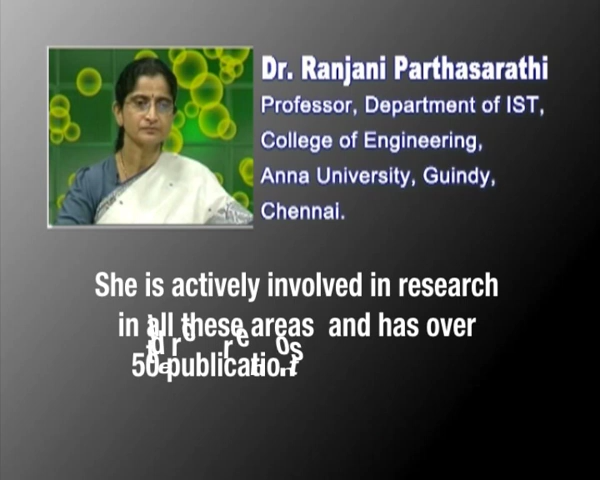 Dr. Ranjani Parthasarathi
Professor, Department of IST,
College of Engineering,
Anna University, Guindy,
Chennai.
She is actively involved in research
in all these areas and has over
50